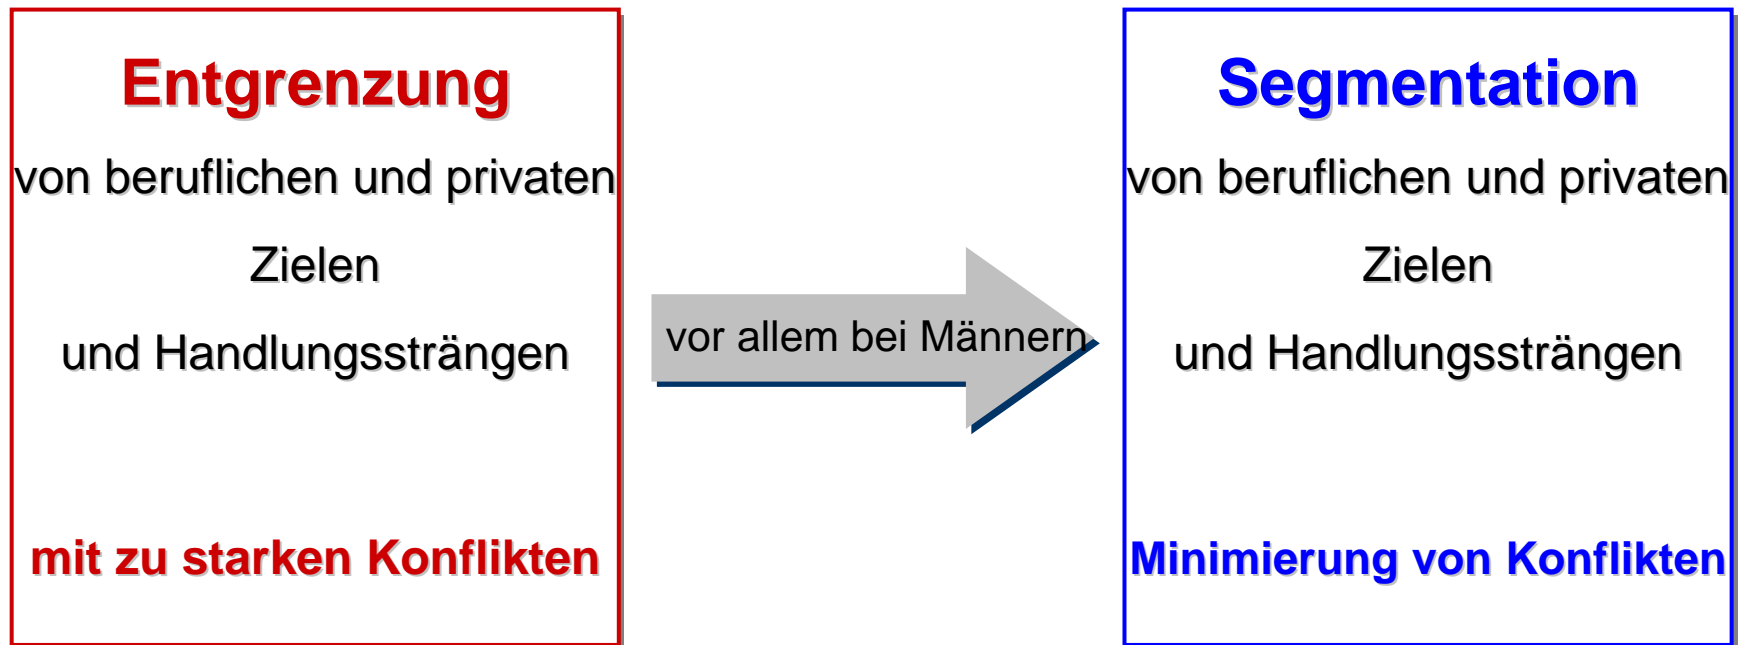 Entgrenzung
von beruflichen und privaten
Zielen
und Handlungssträngen
mit zu starken Konflikten
vor allem bei Männern
Segmentation
von beruflichen und privaten
Zielen
und Handlungssträngen
Minimierung von Konflikten